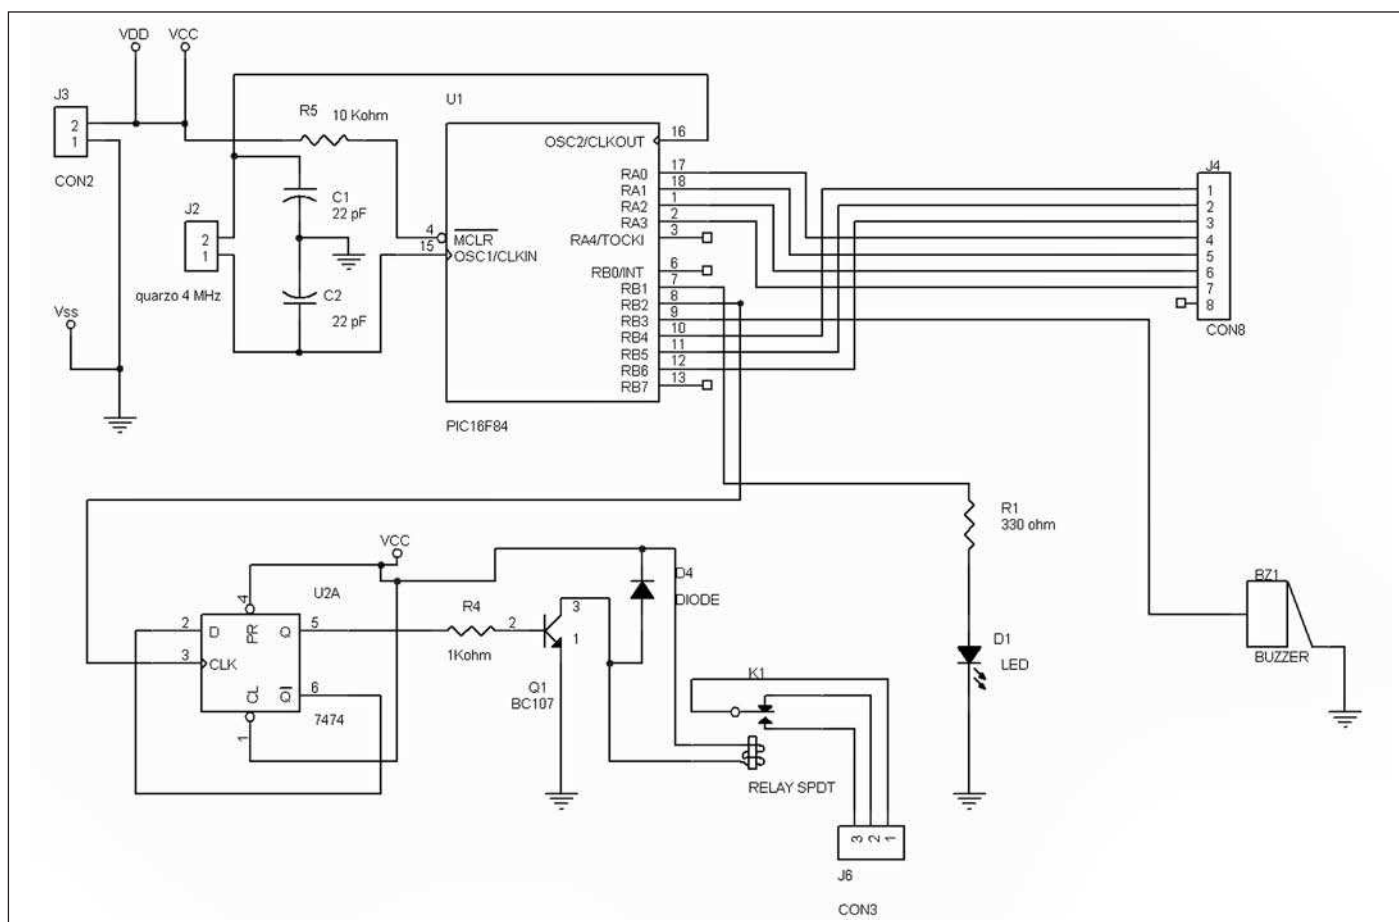 VDD
VCC
J3
2
1
CON2
R5
10 Kohm
U1
C1
22 pF
J2
2
1
quarzo 4 MHz
C2
22 pF
Vss
4
MCLR
15
OSC1/CLKIN
OSC2/CLKOUT
16
RA0
17
RA1
18
RA2
1
RA3
2
RA4/TOCKI
3
RB0/INT
6
RB1
7
RB2
8
RB3
9
RB4
10
RB5
11
RB6
12
RB7
13
PIC16F84
J4
1
2
3
4
5
6
7
8
CON8
R1
330 ohm
D1
LED
BZ1
BUZZER
VCC
U2A
4
2
D
PR
Q
5
3
CLK
CL
Q
6
1
7474
R4
1Kohm
2
3
1
Q1
BC107
D4
DIODE
K1
RELAY SPDT
3
2
1
J6
CON3